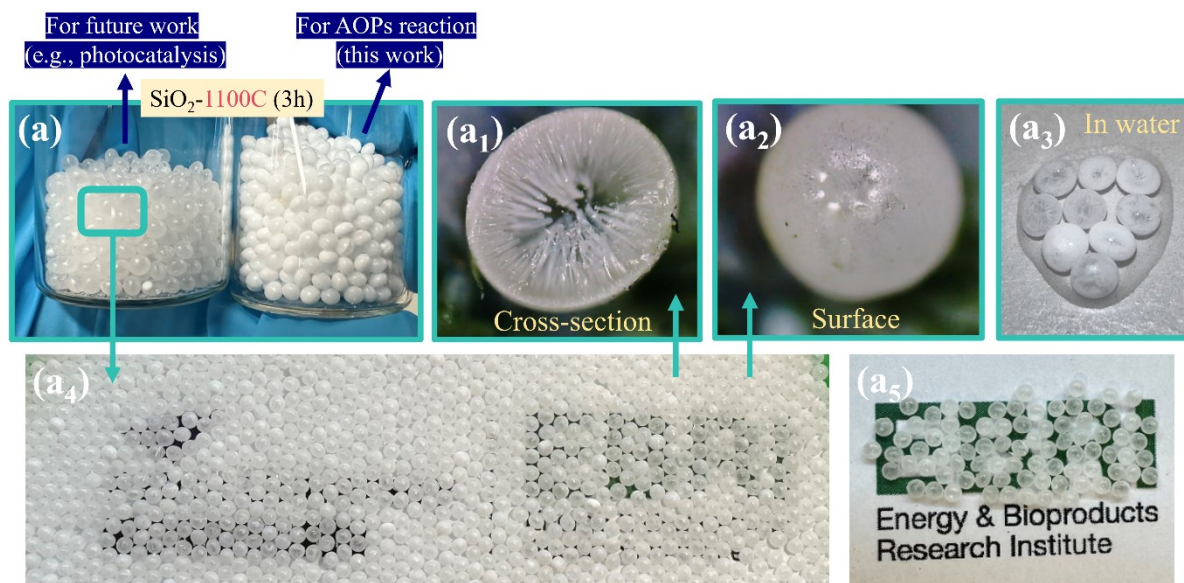 For future work
(e.g., photocatalysis)
For AOPs reaction
(this work)
SiO₂-1100C (3h)
(a)
(a₁)
Cross-section
(a₂)
Surface
(a₃)
In water
(a₄)
(a₅)
Energy & Bioproducts
Research Institute